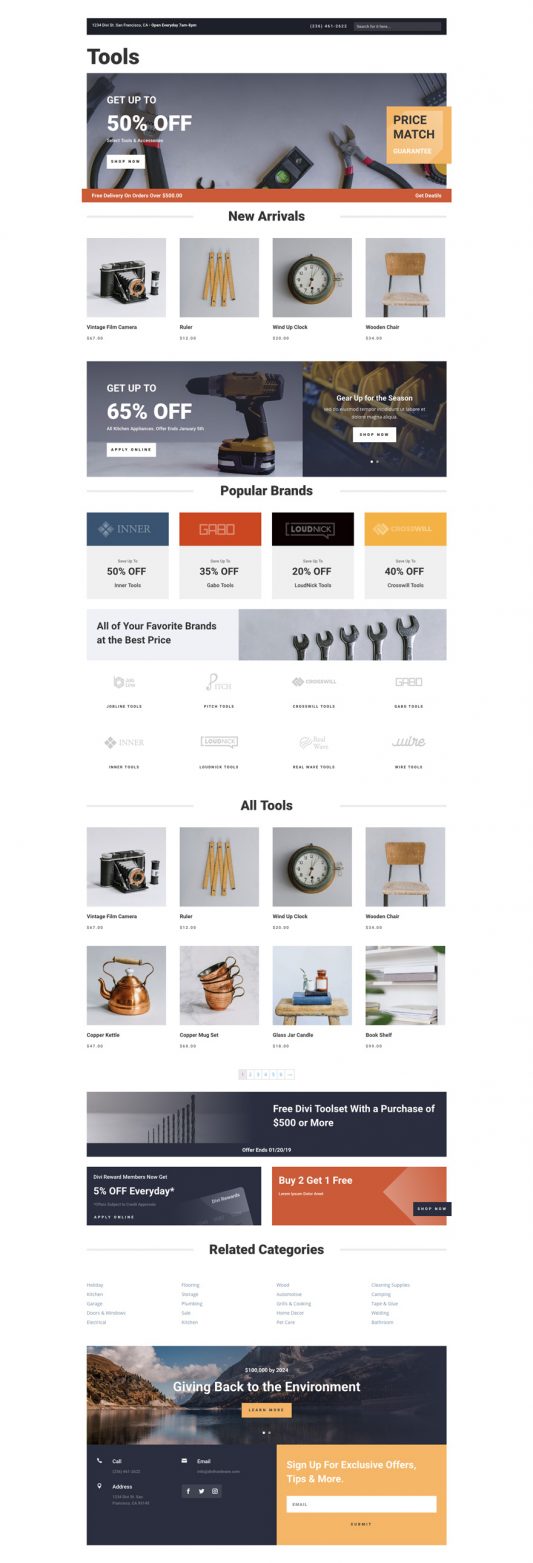 1234 Divi St. San Francisco, CA - Open Everyday 7am-8pm
(236) 461-2622
Search for it here...
Tools
GET UP TO
50% OFF
Select Tools & Accessories
SHOP NOW
PRICE
MATCH
GUARANTEE
Free Delivery On Orders Over $500.00
Get Deatils
New Arrivals
Vintage Film Camera
Ruler
Wind Up Clock
Wooden Chair
$67.00
$12.00
$20.00
$34.00
GET UP TO
65% OFF
All Kitchen Appliances. Offer Ends January 5th
APPLY ONLINE
Gear Up for the Season
sed do eiusmod tempor incididunt ut labore et
dolore magna aliqua.
SHOP NOW
Popular Brands
INNER
GABO
LOUDNICK
CROSSWILL
Save Up To
Save Up To
Save Up To
Save Up To
50% OFF
35% OFF
20% OFF
40% OFF
Inner Tools
Gabo Tools
LoudNick Tools
Crosswill Tools
All of Your Favorite Brands
at the Best Price
PITCH
CROSSWILL
GABO
JOBLINE TOOLS
PITCH TOOLS
CROSSWILL TOOLS
GABO TOOLS
INNER
LOUDNICK
Real
Wave
wire
INNER TOOLS
LOUDNICK TOOLS
REAL WAVE TOOLS
WIRE TOOLS
All Tools
Vintage Film Camera
Ruler
Wind Up Clock
Wooden Chair
$67.00
$12.00
$20.00
$34.00
Copper Kettle
Copper Mug Set
Glass Jar Candle
Book Shelf
$47.00
$60.00
$18.00
$99.00
1 2 3 4 5 6
Free Divi Toolset With a Purchase of
$500 or More
Offer Ends 01/20/19
Divi Reward Members Now Get
5% OFF Everyday*
*Offers Subject to Credit Approval
APPLY ONLINE
Divi Rewards
Buy 2 Get 1 Free
Lorem Ipsum Dolor Amet
SHOP NOW
Related Categories
Holiday
Flooring
Wood
Cleaning Supplies
Kitchen
Storage
Automotive
Camping
Garage
Plumbing
Grills & Cooking
Tape & Glue
Doors & Windows
Sale
Home Decor
Welding
Electrical
Kitchen
Pet Care
Bathroom
$100,000 by 2024
Giving Back to the Environment
LEARN MORE
Call
(236) 461-2622
Email
info@divihardware.com
Address
1234 Divi St. San
Francisco, CA 93145
Sign Up For Exclusive Offers,
Tips & More.
EMAIL
SUBMIT